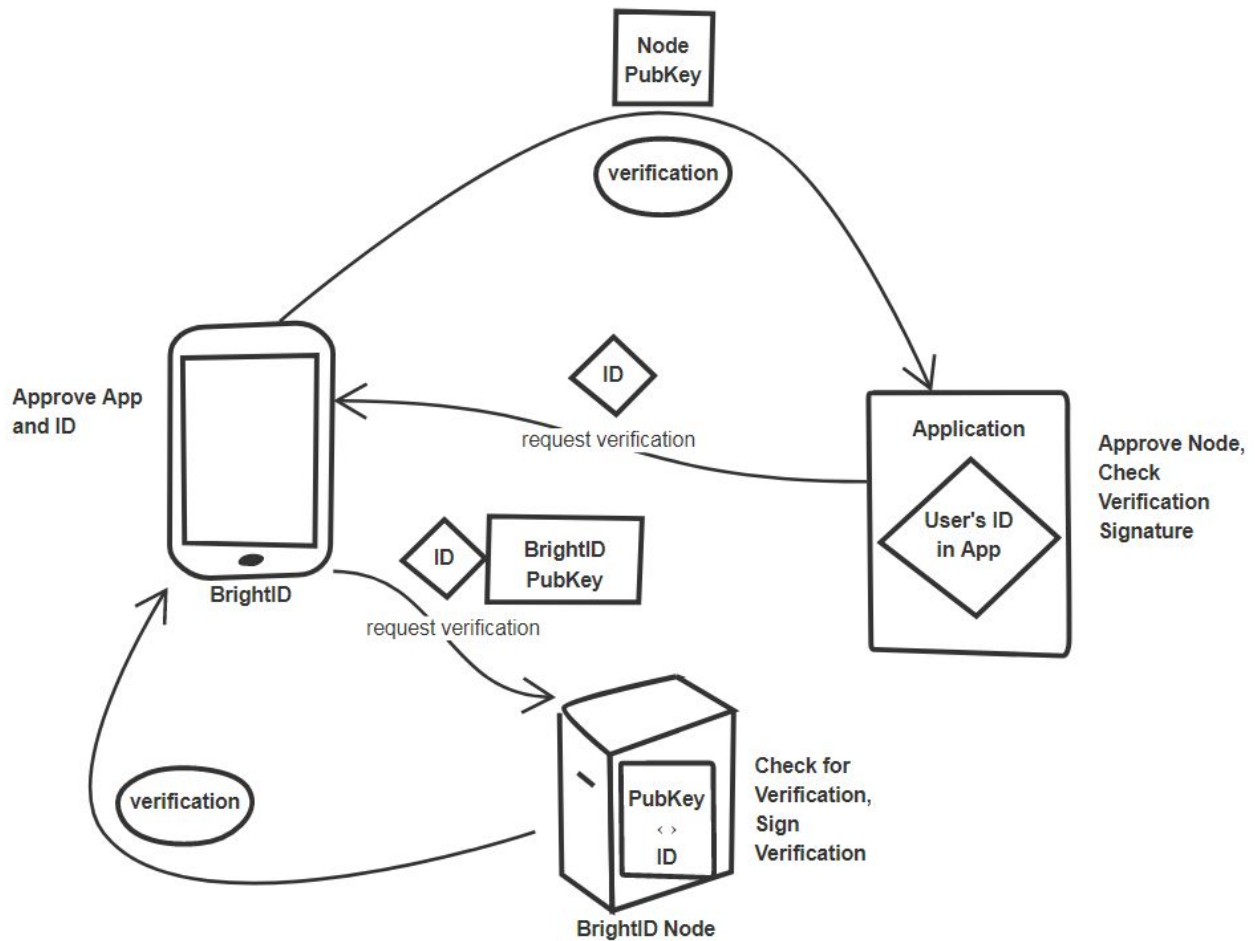 Node
PubKey
verification
ID
Approve App
and ID
request verification
Application
User's ID
in App
Approve Node,
Check
Verification
Signature
ID
BrightID
PubKey
BrightID
request verification
verification
PubKey
< >
ID
Check for
Verification,
Sign
Verification
BrightID Node